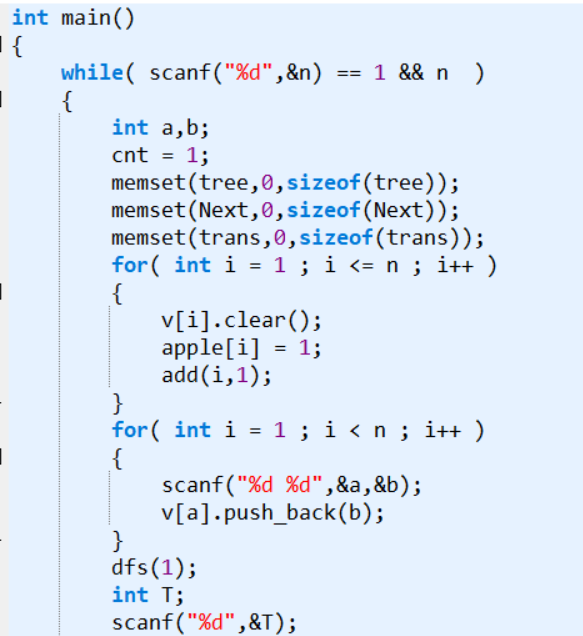 int main()
{
while( scanf("%d",&n) == 1 && n  )
{
int a,b;
cnt = 1;
memset(tree,0,sizeof(tree));
memset(Next,0,sizeof(Next));
memset(trans,0,sizeof(trans));
for( int i = 1 ; i <= n ; i++ )
{
v[i].clear();
apple[i] = 1;
add(i,1);
}
for( int i = 1 ; i < n ; i++ )
{
scanf("%d %d",&a,&b);
v[a].push_back(b);
}
dfs(1);
int T;
scanf("%d",&T);